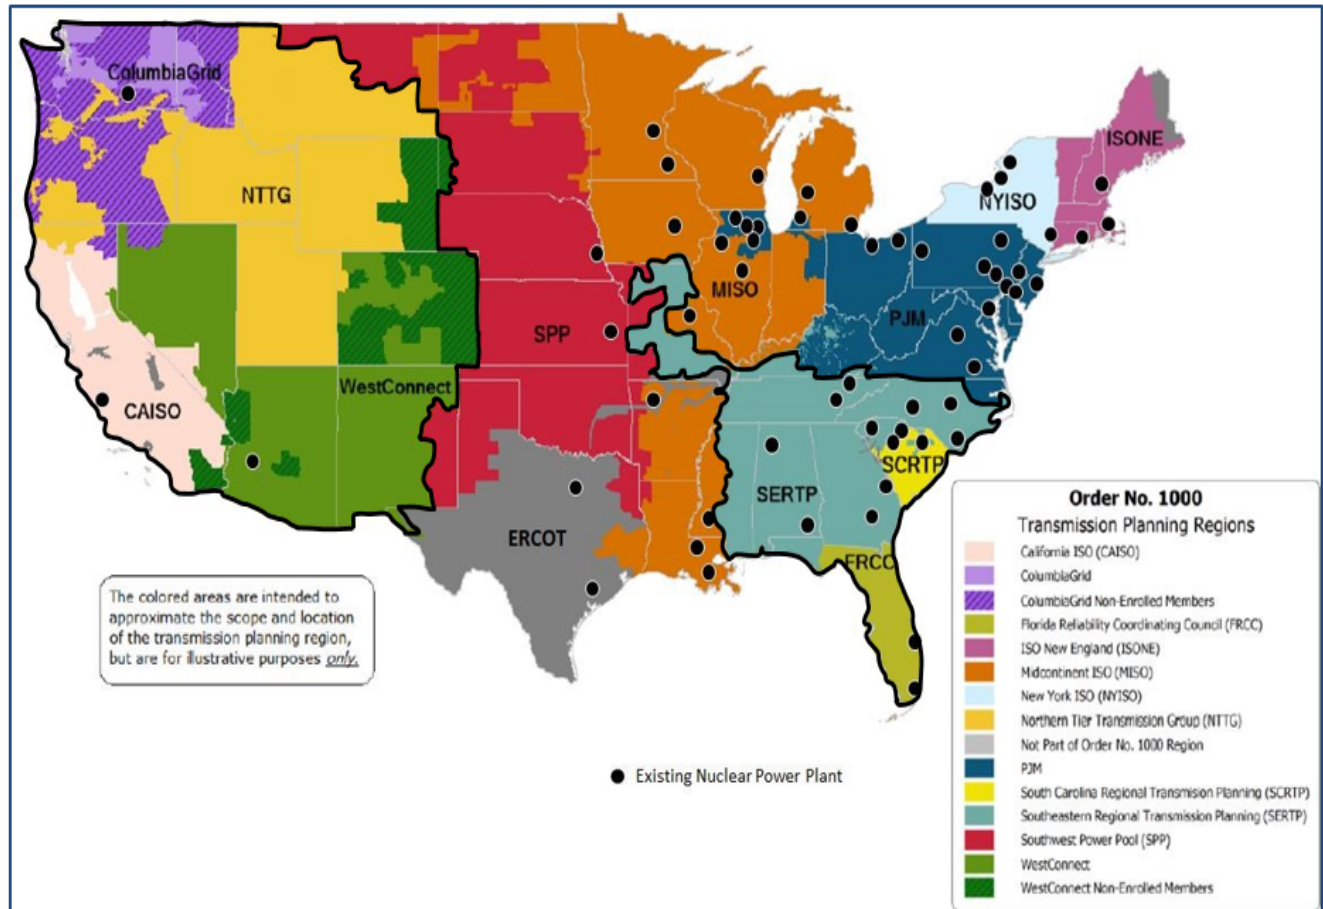 ColumbiaGrid
NTTG
CAISO
WestConnect
SPP
ERCOT
MISO
PJM
NYISO
ISONE
SERTP
SCRTP
FRCC
The colored areas are intended to
approximate the scope and location
of the transmission planning region,
but are for illustrative purposes only.
Existing Nuclear Power Plant
Order No. 1000
Transmission Planning Regions
California ISO (CAISO)
ColumbiaGrid
ColumbiaGrid Non-Enrolled Members
Florida Reliability Coordinating Council (FRCC)
ISO New England (ISONE)
Midcontinent ISO (MISO)
New York ISO (NYISO)
Northern Tier Transmission Group (NTTG)
Not Part of Order No. 1000 Region
PJM
South Carolina Regional Transmision Planning (SCRTP)
Southeastern Regional Transmission Planning (SERTP)
Southwest Power Pool (SPP)
WestConnect
WestConnect Non-Enrolled Members